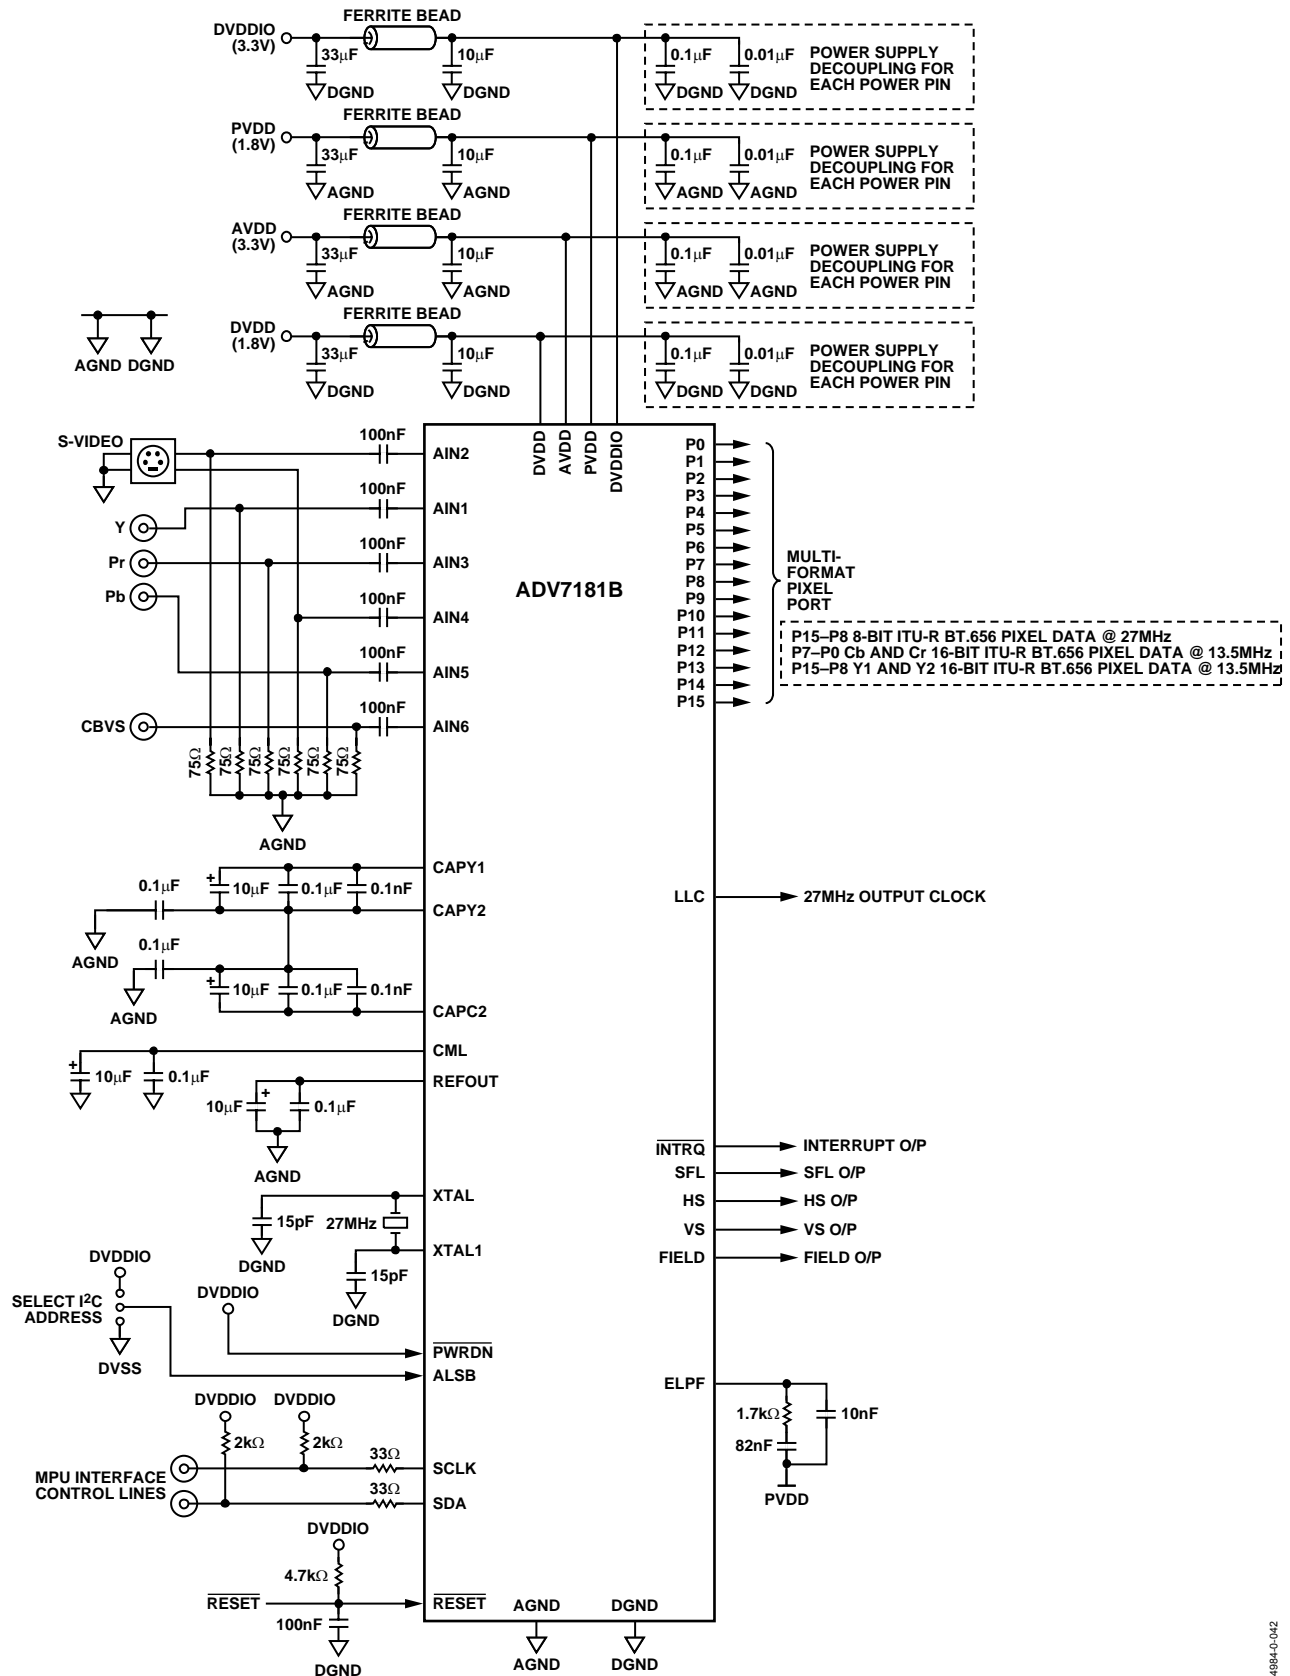 FERRITE BEAD
DVDDIO
(3.3V)
33μF
DGND
10μF
DGND
0.1μF
DGND
0.01μF
DGND
POWER SUPPLY
DECOUPLING FOR
EACH POWER PIN
FERRITE BEAD
PVDD
(1.8V)
33μF
AGND
10μF
AGND
0.1μF
AGND
0.01μF
AGND
POWER SUPPLY
DECOUPLING FOR
EACH POWER PIN
FERRITE BEAD
AVDD
(3.3V)
33μF
AGND
10μF
AGND
0.1μF
AGND
0.01μF
AGND
POWER SUPPLY
DECOUPLING FOR
EACH POWER PIN
FERRITE BEAD
DVDD
(1.8V)
33μF
DGND
10μF
DGND
0.1μF
DGND
0.01μF
DGND
POWER SUPPLY
DECOUPLING FOR
EACH POWER PIN
AGND DGND
DVDD
AVDD
PVDD
DVDDIO
S-VIDEO
100nF
AIN2
Y
100nF
AIN1
Pr
100nF
AIN3
Pb
100nF
AIN4
100nF
AIN5
CBVS
100nF
AIN6
75Ω
75Ω
75Ω
75Ω
75Ω
75Ω
AGND
ADV7181B
P0
P1
P2
P3
P4
P5
P6
P7
P8
P9
P10
P11
P12
P13
P14
P15
MULTI-
FORMAT
PIXEL
PORT
P15–P8 8-BIT ITU-R BT.656 PIXEL DATA @ 27MHz
P7–P0 Cb AND Cr 16-BIT ITU-R BT.656 PIXEL DATA @ 13.5MHz
P15–P8 Y1 AND Y2 16-BIT ITU-R BT.656 PIXEL DATA @ 13.5MHz
CAPY1
+
10μF
0.1μF
0.1nF
0.1μF
AGND
CAPY2
0.1μF
AGND
+
10μF
0.1μF
0.1nF
CAPC2
LLC
27MHz OUTPUT CLOCK
CML
+
10μF
0.1μF
REFOUT
10μF
+
0.1μF
AGND
INTRQ
INTERRUPT O/P
SFL
SFL O/P
HS
HS O/P
VS
VS O/P
FIELD
FIELD O/P
XTAL
15pF
DGND
27MHz
XTAL1
15pF
DGND
DVDDIO
SELECT I²C
ADDRESS
DVSS
DVDDIO
PWRDN
ALSB
ELPF
1.7kΩ
82nF
10nF
PVDD
DVDDIO
DVDDIO
2kΩ
2kΩ
MPU INTERFACE
CONTROL LINES
33Ω
SCLK
33Ω
SDA
DVDDIO
4.7kΩ
RESET
RESET
100nF
DGND
AGND
DGND
AGND
DGND
4984-0-042